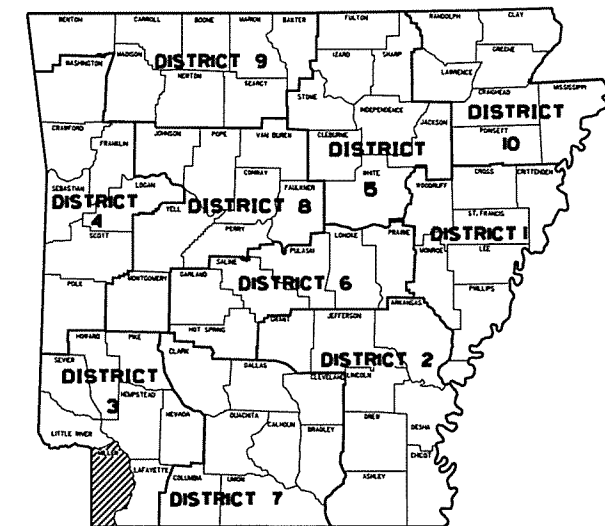 BENTON CARROLL BOONE MARION BAXTER FULTON RANDOLPH CLAY
WASHINGTON MADISON DISTRICT 9 IZARD SHARP GREENE
NEWTON SEARCY STONE LAWRENCE
INDEPENDENCE CRAIGHEAD MISSISSIPPI
DISTRICT
JACKSON POINSETT
10
CRAWFORD FRANKLIN JOHNSON POPE VAN BUREN CLEBURNE
DISTRICT
WHITE
5
CROSS CRITTENDEN
SEBASTIAN LOGAN CONWAY FAULKNER WOODRUFF
DISTRICT
4
YELL DISTRICT 8
ST. FRANCIS
DISTRICT 1
SCOTT PERRY PULASKI LONOKE PRAIRIE MONROE LEE
POLK MONTGOMERY GARLAND SALINE
DISTRICT 6
PHILLIPS
HOT SPRING GRANT JEFFERSON ARKANSAS
HOWARD PIKE CLARK
DISTRICT 2
SEVIER DALLAS CLEVELAND LINCOLN
DISTRICT
3
HEMPSTEAD
NEVADA OUACHITA CALHOUN BRADLEY DREW DESHA
LITTLE RIVER
MILLER LAFAYETTE COLUMBIA UNION ASHLEY CHICOT
DISTRICT 7